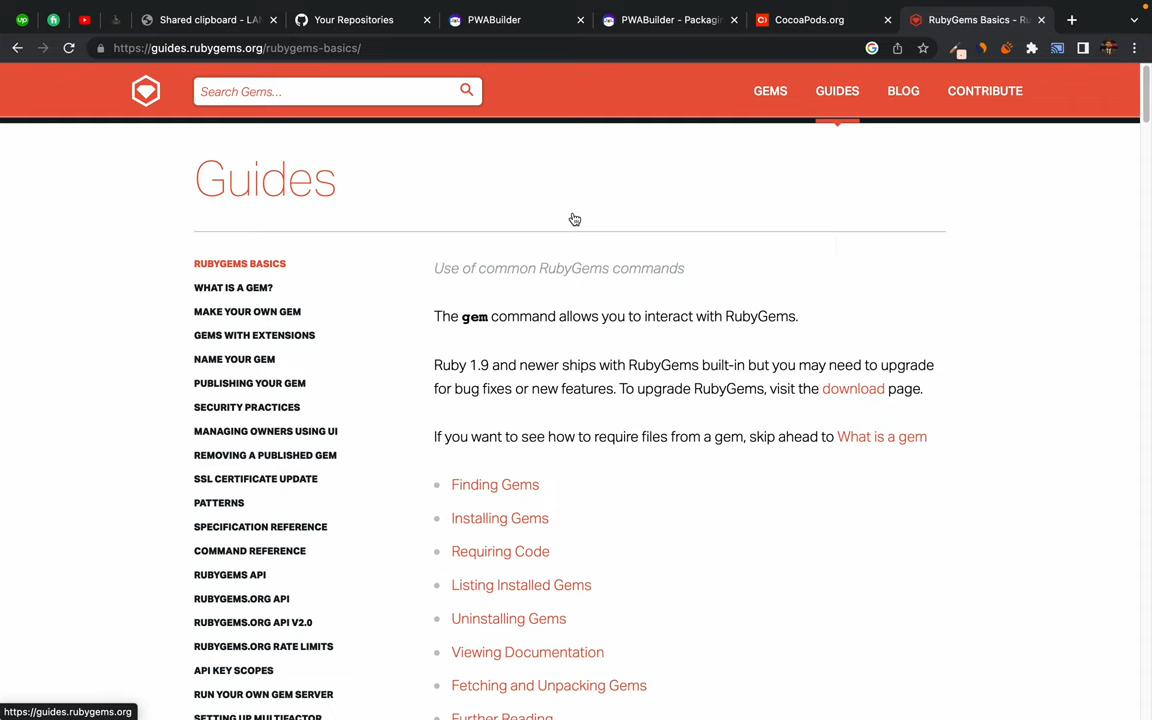 Shared clipboard - LAN
Your Repositories
PWABuilder
PWABuilder - Packagin
CocoaPods.org
RubyGems Basics - Ru
https://guides.rubygems.org/rubygems-basics/
Search Gems...
GEMS
GUIDES
BLOG
CONTRIBUTE
Guides
RUBYGEMS BASICS
WHAT IS A GEM?
MAKE YOUR OWN GEM
GEMS WITH EXTENSIONS
NAME YOUR GEM
PUBLISHING YOUR GEM
SECURITY PRACTICES
MANAGING OWNERS USING UI
REMOVING A PUBLISHED GEM
SSL CERTIFICATE UPDATE
PATTERNS
SPECIFICATION REFERENCE
COMMAND REFERENCE
RUBYGEMS API
RUBYGEMS.ORG API
RUBYGEMS.ORG API V2.0
RUBYGEMS.ORG RATE LIMITS
API KEY SCOPES
RUN YOUR OWN GEM SERVER
SETTING UP MULTIFACTOR
Use of common RubyGems commands
The gem command allows you to interact with RubyGems.
Ruby 1.9 and newer ships with RubyGems built-in but you may need to upgrade
for bug fixes or new features. To upgrade RubyGems, visit the download page.
If you want to see how to require files from a gem, skip ahead to What is a gem
Finding Gems
Installing Gems
Requiring Code
Listing Installed Gems
Uninstalling Gems
Viewing Documentation
Fetching and Unpacking Gems
Further Reading
https://guides.rubygems.org